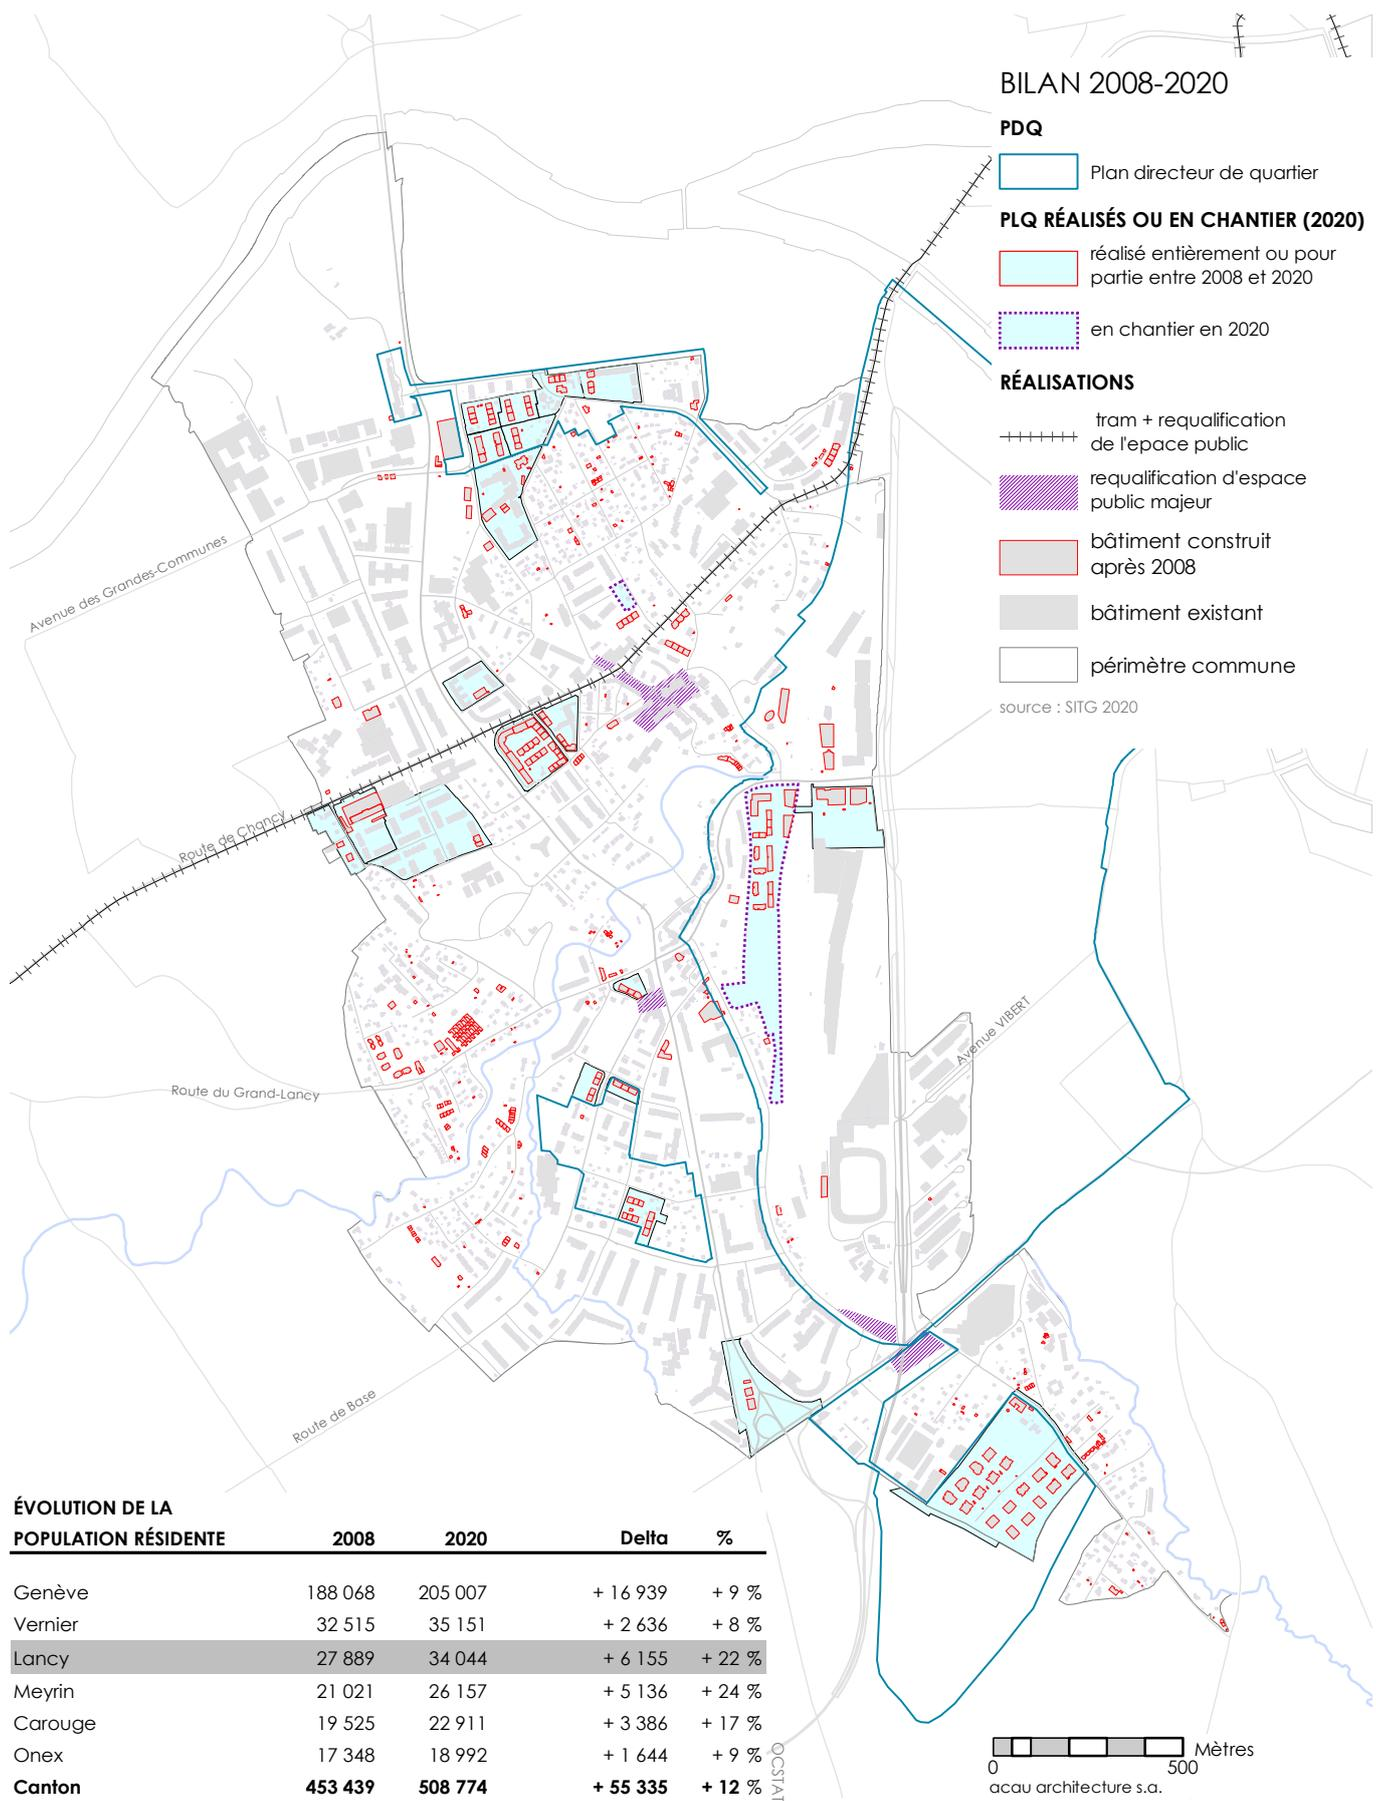 BILAN 2008-2020
PDQ
Plan directeur de quartier
PLQ RÉALISÉS OU EN CHANTIER (2020)
réalisé entièrement ou pour
partie entre 2008 et 2020
en chantier en 2020
RÉALISATIONS
tram + requalification
de l'epace public
requalification d'espace
public majeur
bâtiment construit
après 2008
bâtiment existant
périmètre commune
source : SITG 2020
Avenue des Grandes-Communes
Route de Chancy
Avenue VIBERT
Route du Grand-Lancy
Route de Base
ÉVOLUTION DE LA
POPULATION RÉSIDENTE 2008 2020 Delta %
Genève 188 068 205 007 + 16 939 + 9 %
Vernier 32 515 35 151 + 2 636 + 8 %
Lancy 27 889 34 044 + 6 155 + 22 %
Meyrin 21 021 26 157 + 5 136 + 24 %
Carouge 19 525 22 911 + 3 386 + 17 %
Onex 17 348 18 992 + 1 644 + 9 %
Canton 453 439 508 774 + 55 335 + 12 %
OCSTAT
Mètres
0 500
acau architecture s.a.